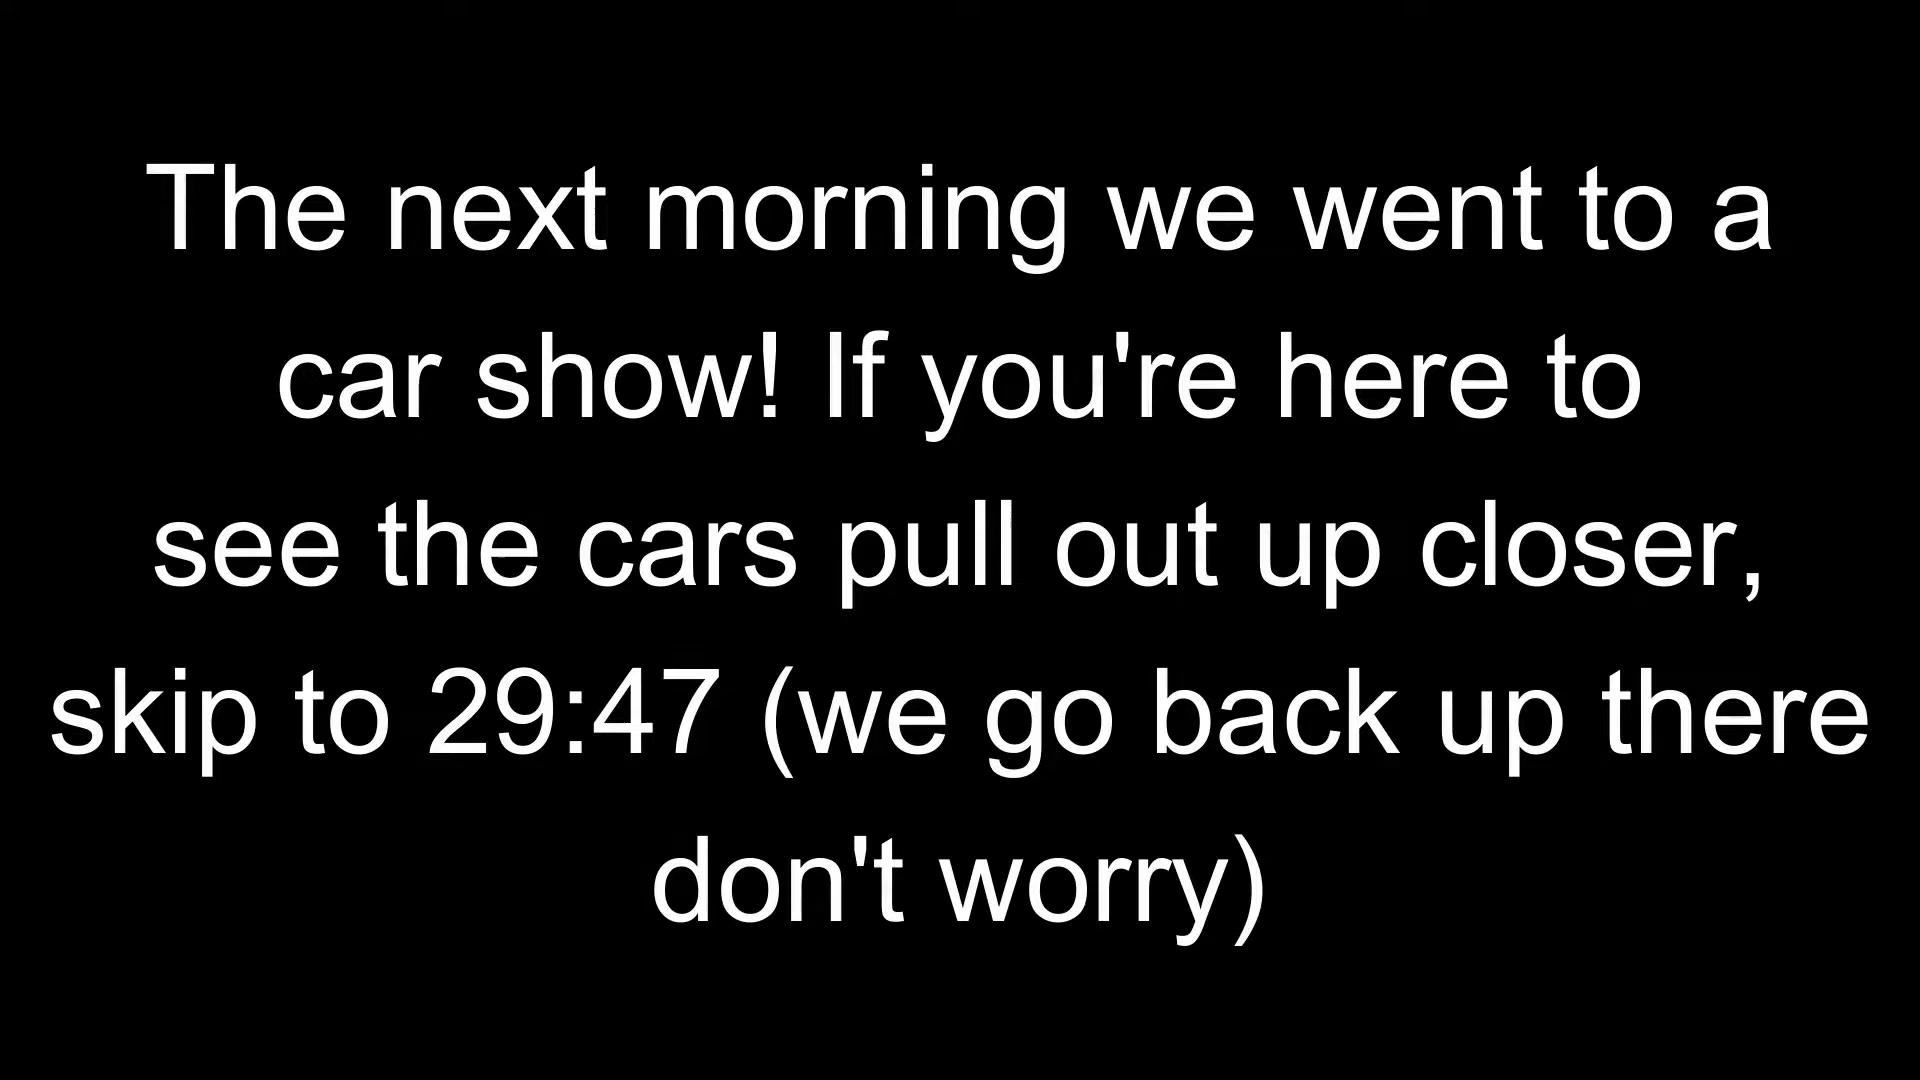 The next morning we went to a
car show! If you're here to
see the cars pull out up closer,
skip to 29:47 (we go back up there
don't worry)